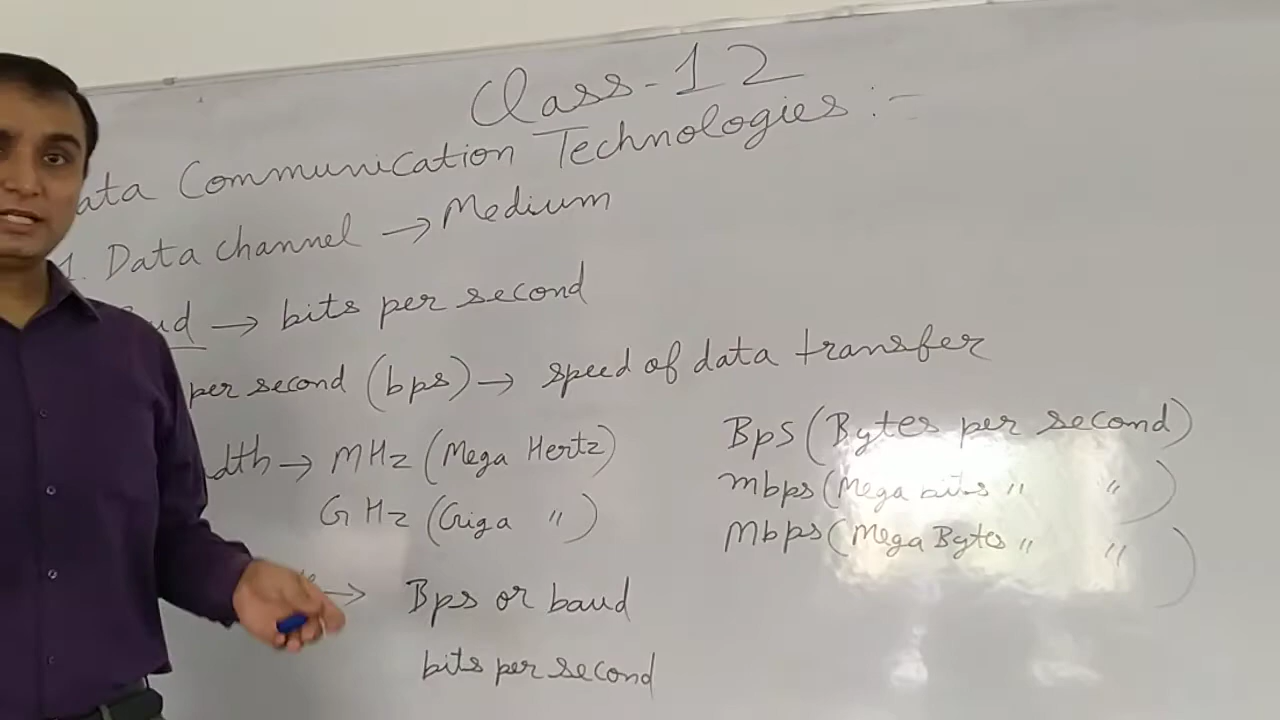 Class-12
ata Communication Technologies :-
1. Data channel → Medium
ud → bits per second
per second (bps) → speed of data transfer
dth → MHz (Mega Hertz)
GHz (Giga ")
→ Bps or baud
bits per second
Bps (Bytes per second)
mbps (Mega bits " ")
Mbps (Mega Bytes " ")